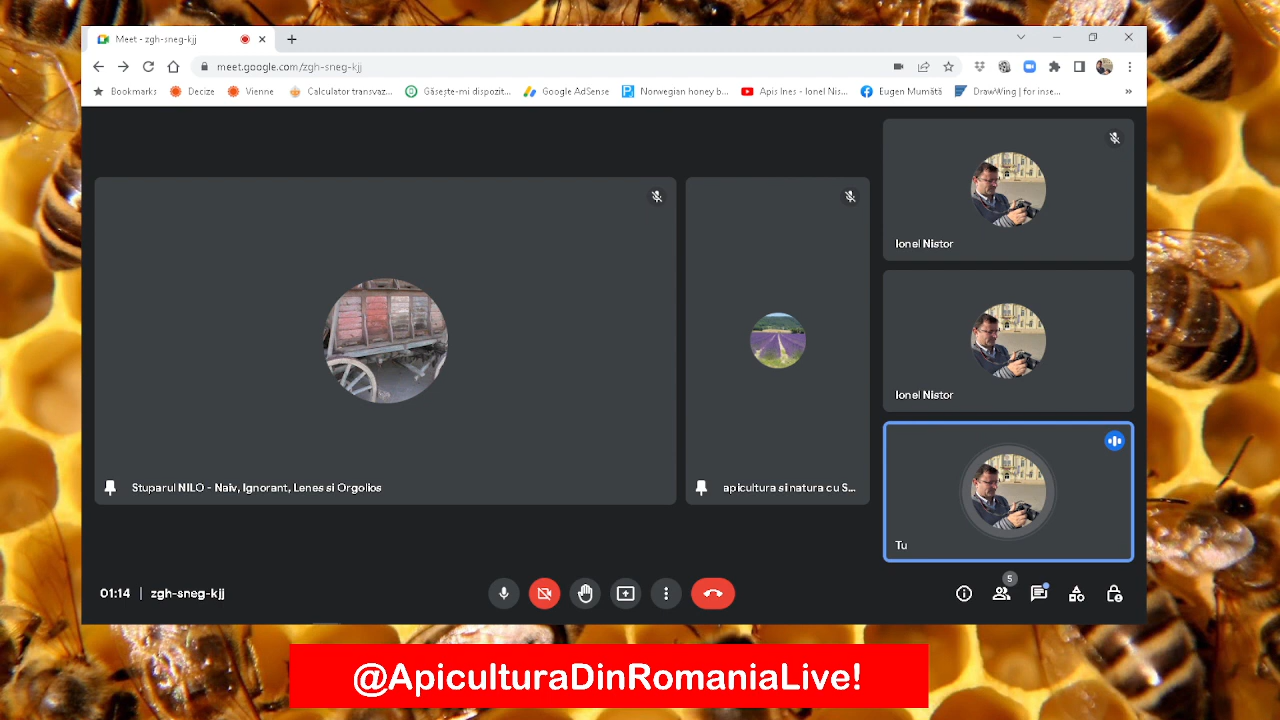 Meet - zgh-sneg-kjj
meet.google.com/zgh-sneg-kjj
Bookmarks Decize Vienne Calculator transvaz... Găsește-mi dispozit... Google AdSense Norwegian honey b... Apis Ines - Ionel Nis... Eugen Mumătă DrawWing | for inse... »
Ionel Nistor
Ionel Nistor
Stuparul NILO - Naiv, Ignorant, Lenes si Orgolios
apicultura si natura cu S...
Tu
01:14 | zgh-sneg-kjj
5
@ApiculturaDinRomaniaLive!